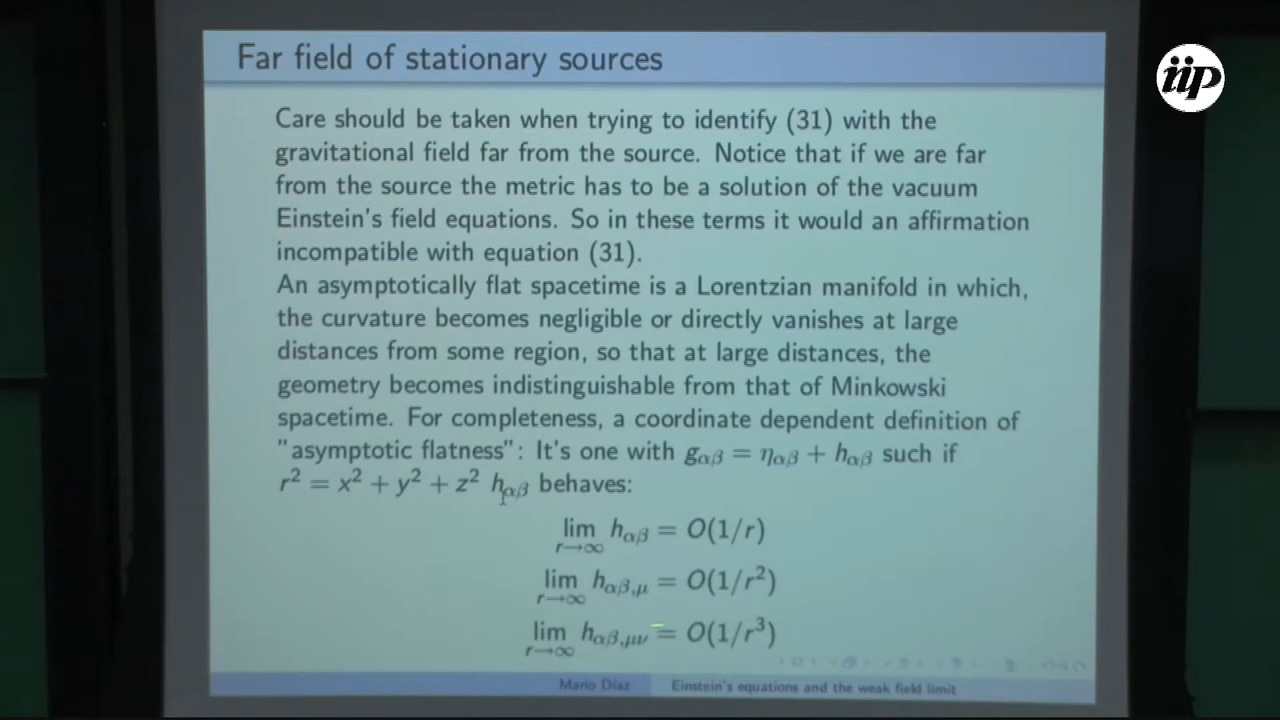 Far field of stationary sources
iip
Care should be taken when trying to identify (31) with the
gravitational field far from the source. Notice that if we are far
from the source the metric has to be a solution of the vacuum
Einstein's field equations. So in these terms it would an affirmation
incompatible with equation (31).
An asymptotically flat spacetime is a Lorentzian manifold in which,
the curvature becomes negligible or directly vanishes at large
distances from some region, so that at large distances, the
geometry becomes indistinguishable from that of Minkowski
spacetime. For completeness, a coordinate dependent definition of
"asymptotic flatness": It's one with gαβ = ηαβ + hαβ such if
r² = x² + y² + z² hαβ behaves:
lim r→∞ hαβ = O(1/r)
lim r→∞ hαβ,μ = O(1/r²)
lim r→∞ hαβ,μν = O(1/r³)
Mario Díaz Einstein's equations and the weak field limit